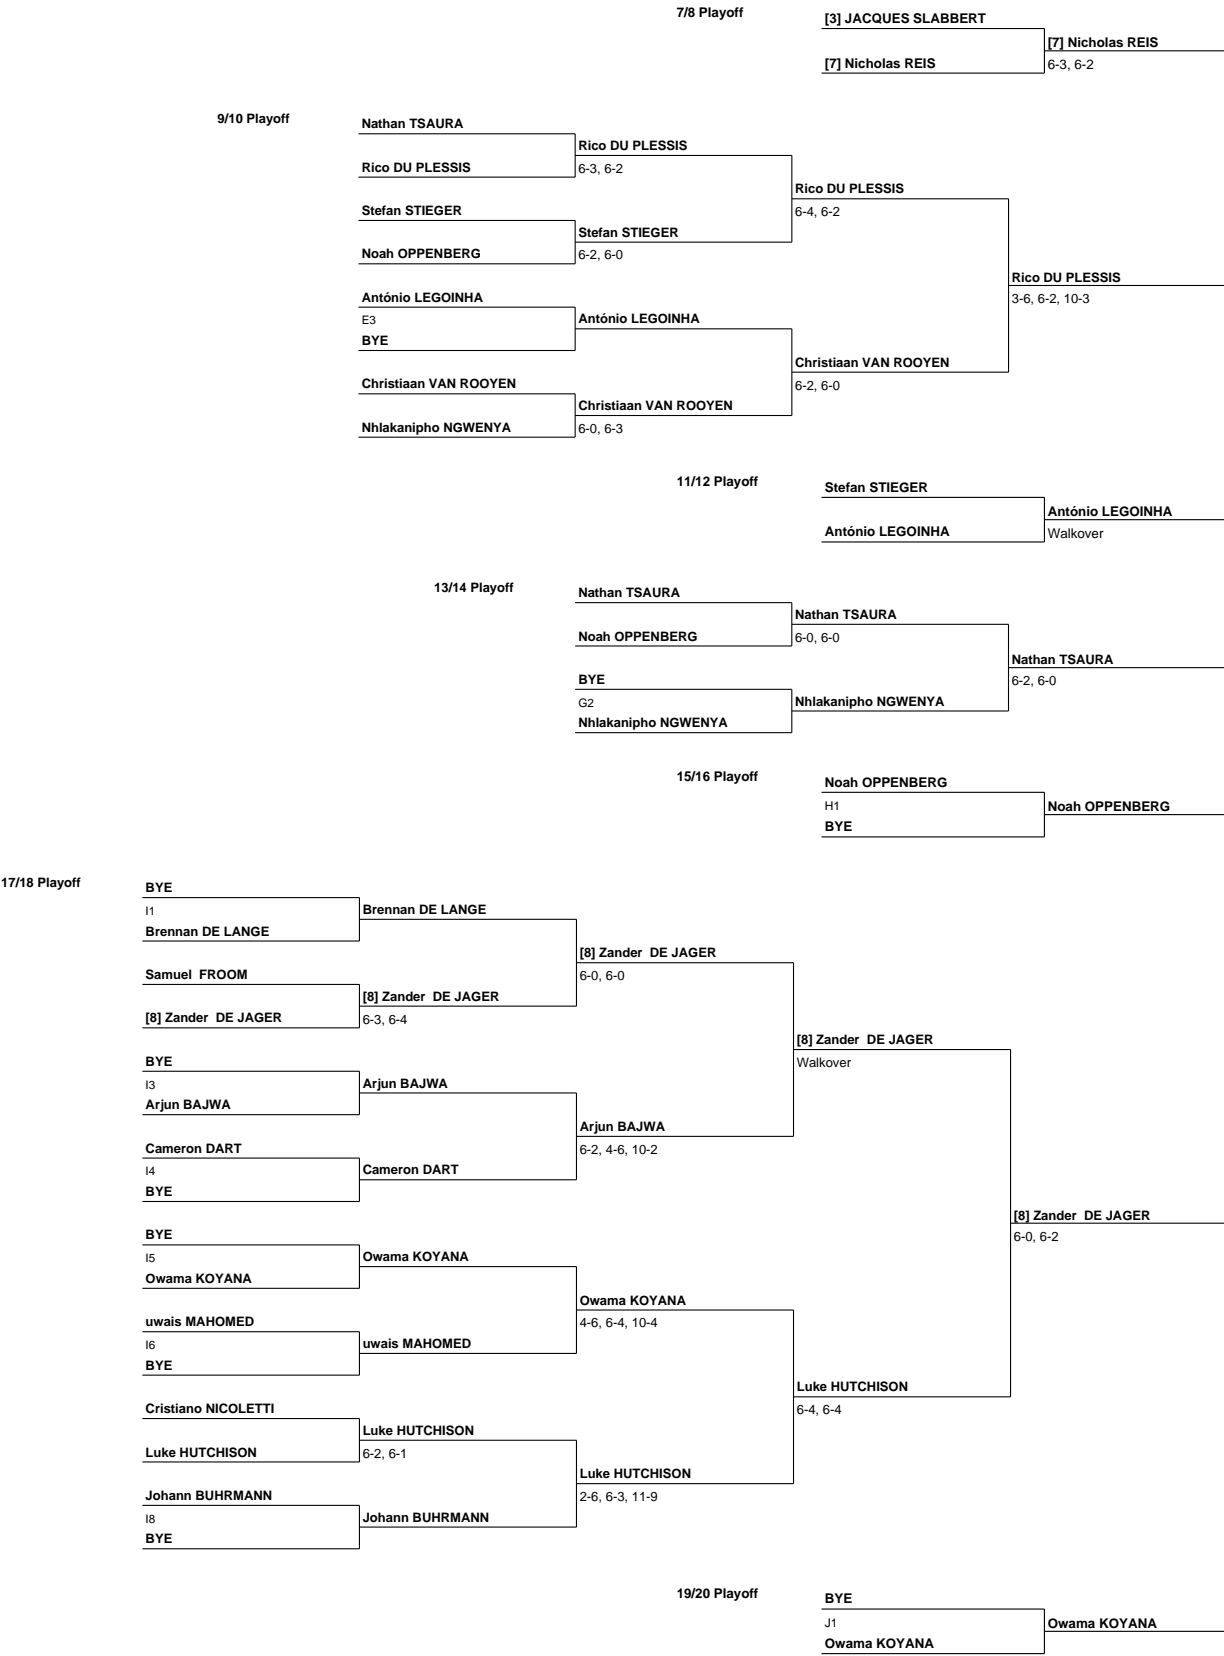 7/8 Playoff
[3] JACQUES SLABBERT
[7] Nicholas REIS
[7] Nicholas REIS
6-3, 6-2
9/10 Playoff
Nathan TSAURA
Rico DU PLESSIS
Rico DU PLESSIS
6-3, 6-2
Rico DU PLESSIS
6-4, 6-2
Stefan STIEGER
Stefan STIEGER
Noah OPPENBERG
6-2, 6-0
Rico DU PLESSIS
3-6, 6-2, 10-3
António LEGOINHA
E3
António LEGOINHA
BYE
Christiaan VAN ROOYEN
6-2, 6-0
Christiaan VAN ROOYEN
Christiaan VAN ROOYEN
Nhlakanipho NGWENYA
6-0, 6-3
11/12 Playoff
Stefan STIEGER
António LEGOINHA
António LEGOINHA
Walkover
13/14 Playoff
Nathan TSAURA
Nathan TSAURA
Noah OPPENBERG
6-0, 6-0
Nathan TSAURA
6-2, 6-0
BYE
G2
Nhlakanipho NGWENYA
Nhlakanipho NGWENYA
15/16 Playoff
Noah OPPENBERG
H1
Noah OPPENBERG
BYE
17/18 Playoff
BYE
I1
Brennan DE LANGE
Brennan DE LANGE
[8] Zander  DE JAGER
6-0, 6-0
Samuel  FROOM
[8] Zander  DE JAGER
[8] Zander  DE JAGER
6-3, 6-4
[8] Zander  DE JAGER
Walkover
BYE
I3
Arjun BAJWA
Arjun BAJWA
Arjun BAJWA
6-2, 4-6, 10-2
Cameron DART
I4
Cameron DART
BYE
[8] Zander  DE JAGER
6-0, 6-2
BYE
I5
Owama KOYANA
Owama KOYANA
Owama KOYANA
4-6, 6-4, 10-4
uwais MAHOMED
I6
uwais MAHOMED
BYE
Luke HUTCHISON
6-4, 6-4
Cristiano NICOLETTI
Luke HUTCHISON
Luke HUTCHISON
6-2, 6-1
Luke HUTCHISON
2-6, 6-3, 11-9
Johann BUHRMANN
I8
Johann BUHRMANN
BYE
19/20 Playoff
BYE
J1
Owama KOYANA
Owama KOYANA